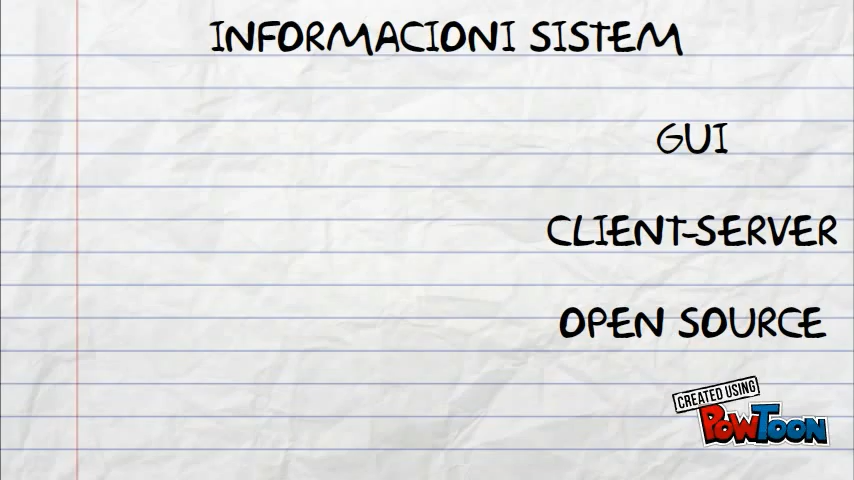 INFORMACIONI SISTEM
GUI
CLIENT-SERVER
OPEN SOURCE
CREATED USING
POWTOON